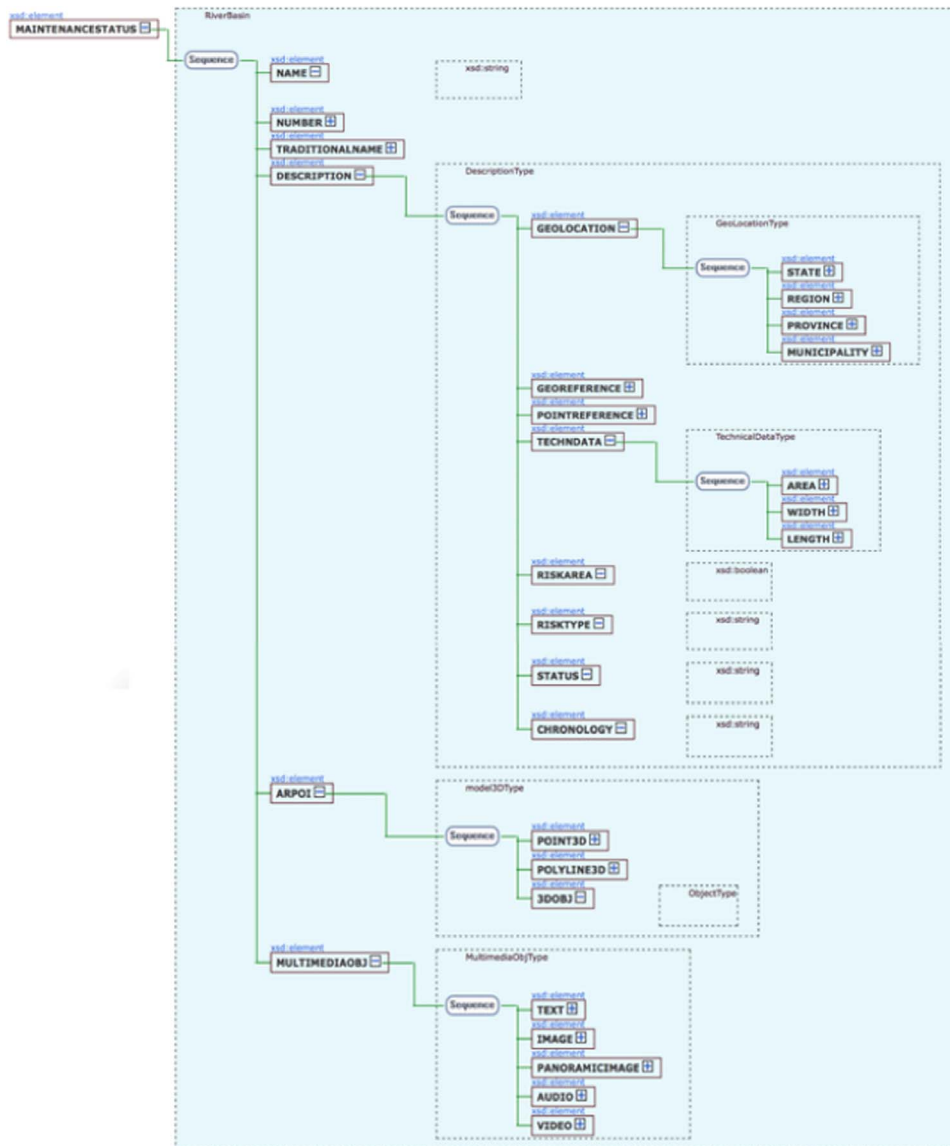 xsd:element
MAINTENANCESTATUS
RiverBasin
Sequence
xsd:element
NAME
xsd:string
xsd:element
NUMBER
xsd:element
TRADITIONALNAME
xsd:element
DESCRIPTION
DescriptionType
Sequence
xsd:element
GEOLOCATION
GeoLocationType
Sequence
xsd:element
STATE
xsd:element
REGION
xsd:element
PROVINCE
xsd:element
MUNICIPALITY
xsd:element
GEOREFERENCE
xsd:element
POINTREFERENCE
xsd:element
TECHNDATA
TechnicalDataType
Sequence
xsd:element
AREA
xsd:element
WIDTH
xsd:element
LENGTH
xsd:element
RISKAREA
xsd:boolean
xsd:element
RISKTYPE
xsd:string
xsd:element
STATUS
xsd:string
xsd:element
CHRONOLOGY
xsd:string
xsd:element
ARPOI
model3DType
Sequence
xsd:element
POINT3D
xsd:element
POLYLINE3D
xsd:element
3DOBJ
ObjectType
xsd:element
MULTIMEDIAOBJ
MultimediaObjType
Sequence
xsd:element
TEXT
xsd:element
IMAGE
xsd:element
PANORAMICIMAGE
xsd:element
AUDIO
xsd:element
VIDEO